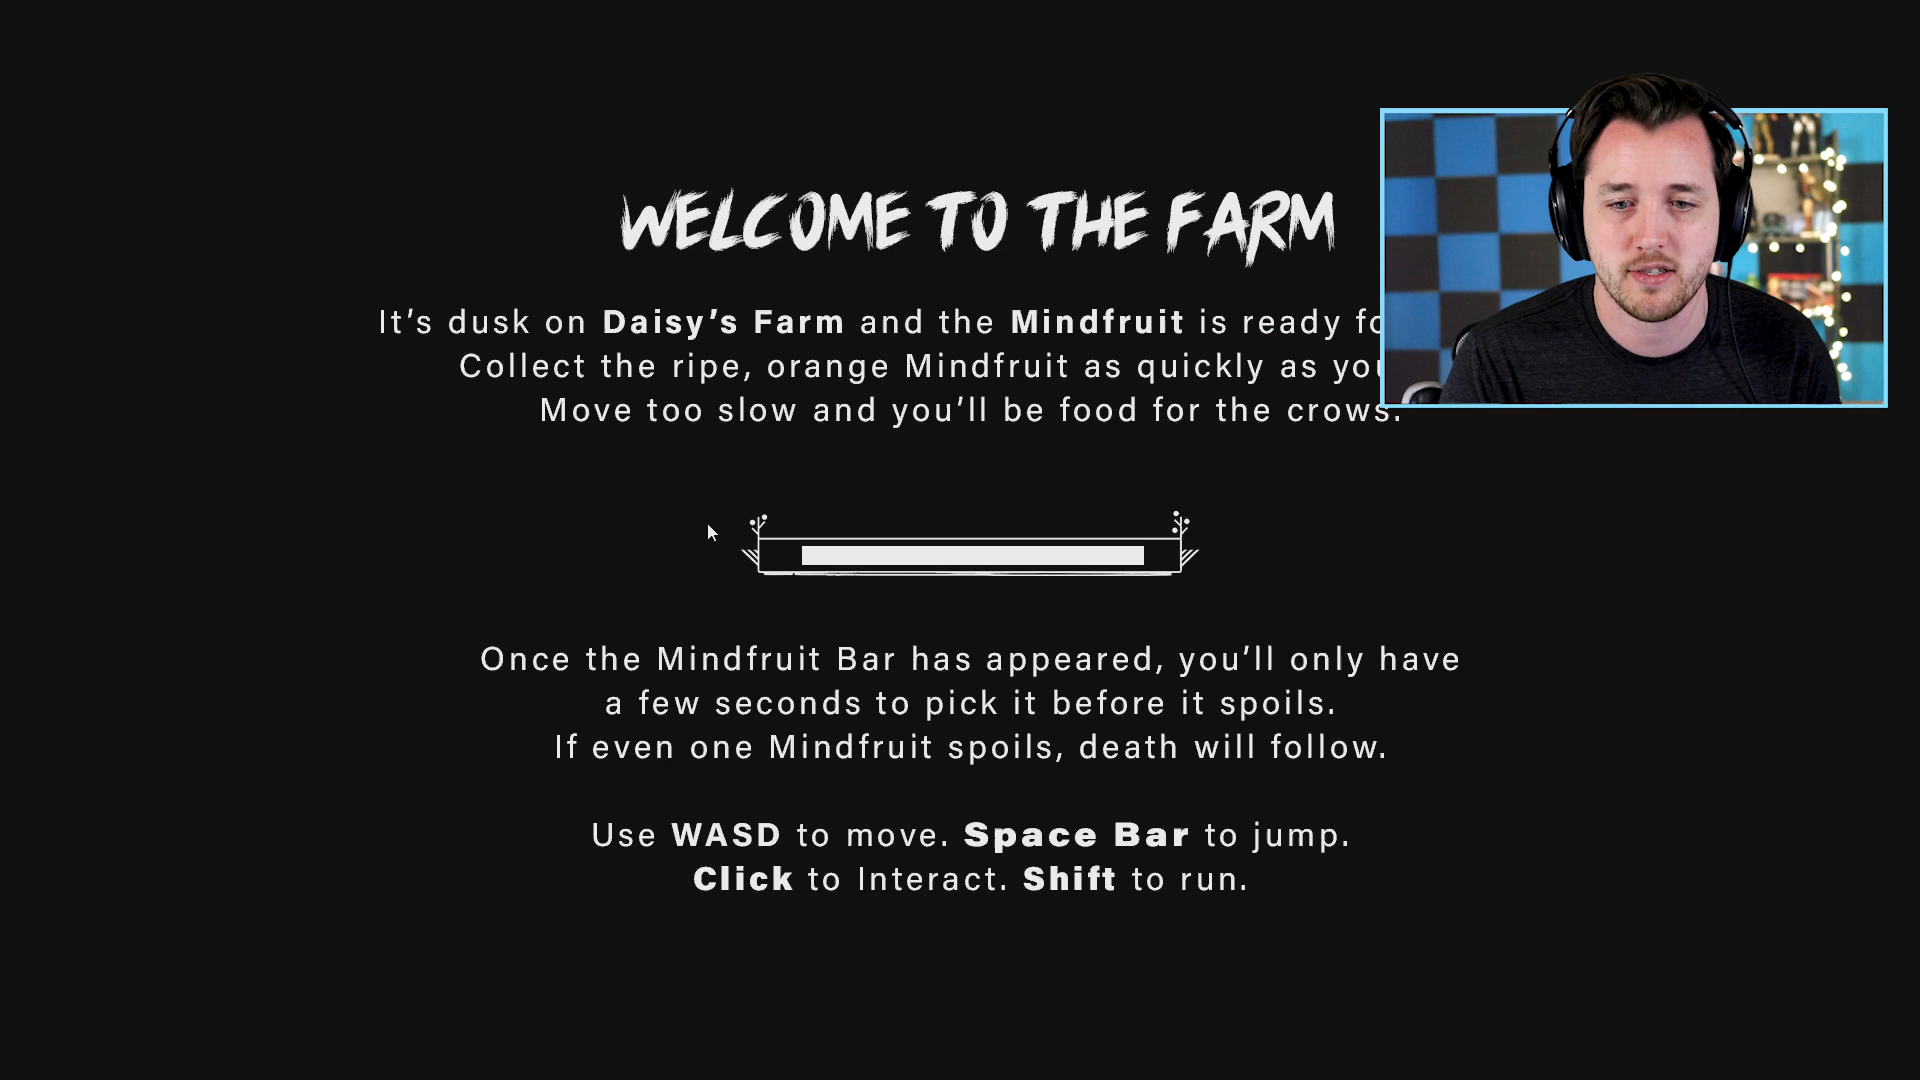 WELCOME TO THE FARM
It's dusk on Daisy's Farm and the Mindfruit is ready
Collect the ripe, orange Mindfruit as quickly as
Move too slow and you'll be food for the crows.
Once the Mindfruit Bar has appeared, you'll only have
a few seconds to pick it before it spoils.
If even one Mindfruit spoils, death will follow.
Use WASD to move. Space Bar to jump.
Click to Interact. Shift to run.